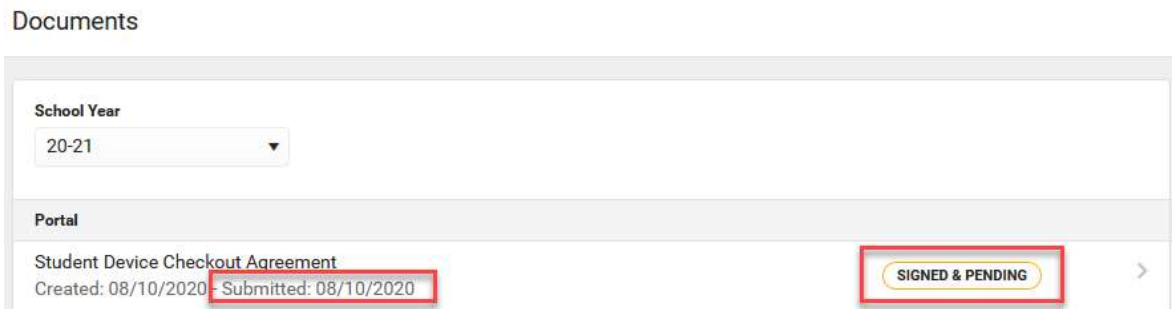 Documents
School Year
20-21
Portal
Student Device Checkout Agreement
SIGNED & PENDING
Created: 08/10/2020 - Submitted: 08/10/2020